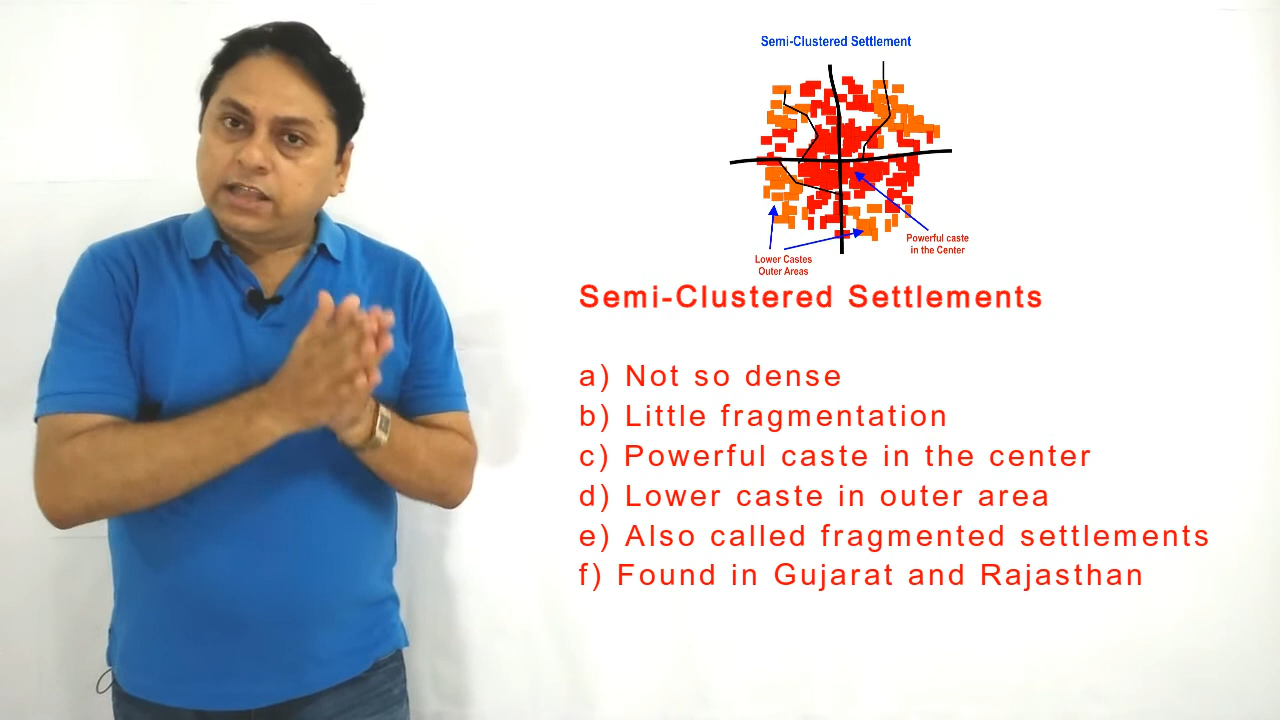 Semi-Clustered Settlement
Powerful caste
in the Center
Lower Castes
Outer Areas
Semi-Clustered Settlements
a) Not so dense
b) Little fragmentation
c) Powerful caste in the center
d) Lower caste in outer area
e) Also called fragmented settlements
f) Found in Gujarat and Rajasthan